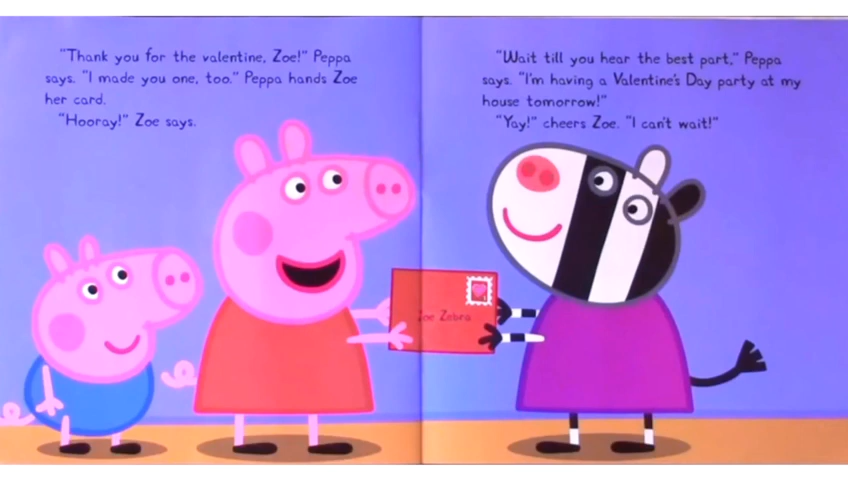 "Thank you for the valentine, Zoe!" Peppa
says. "I made you one, too." Peppa hands Zoe
her card.
"Hooray!" Zoe says.
"Wait till you hear the best part," Peppa
says. "I'm having a Valentine's Day party at my
house tomorrow!"
"Yay!" cheers Zoe. "I can't wait!"
Zoe Zebra